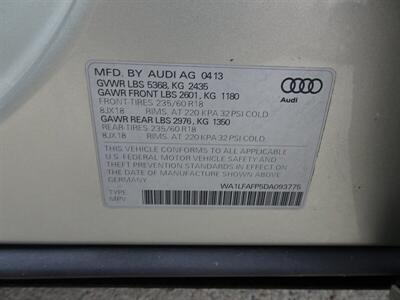 MFD. BY AUDI AG 04 13
GVWR LBS 5368, KG 2435
GAWR FRONT LBS 2601, KG 1180
FRONT-TIRES 235/60 R18
8JX18 RIMS, AT 220 KPA 32 PSI COLD
GAWR REAR LBS 2976, KG 1350
REAR-TIRES 235/60 R18
8JX18 RIMS, AT 220 KPA 32 PSI COLD
THIS VEHICLE CONFORMS TO ALL APPLICABLE
U.S. FEDERAL MOTOR VEHICLE SAFETY AND
THEFT PREVENTION STANDARDS IN EFFECT ON
THE DATE OF MANUFACTURE SHOWN ABOVE.
WA1LFAFP5DA093775
TYPE:
MPV
Audi